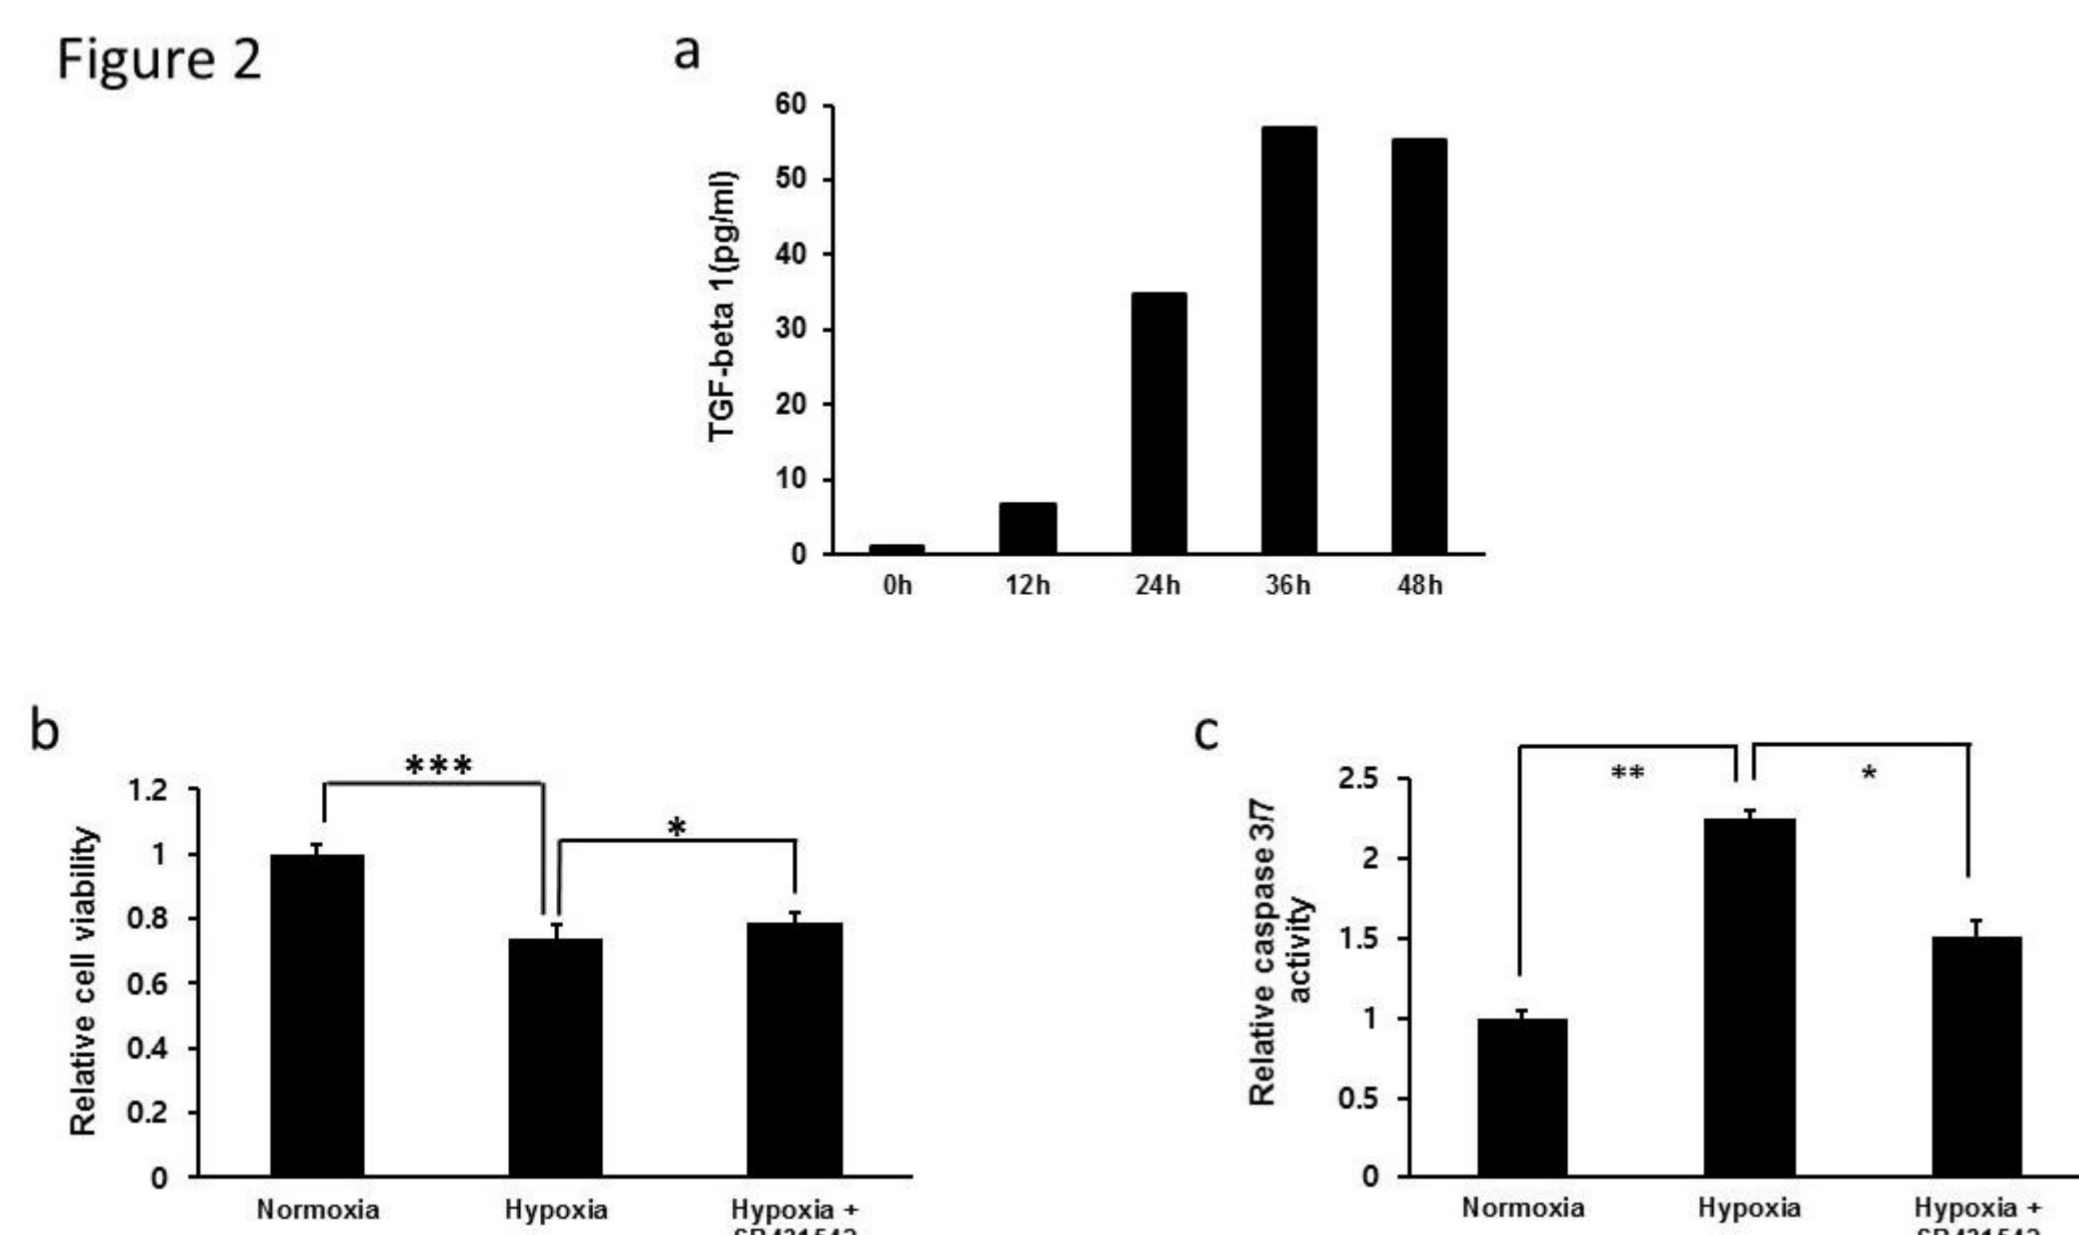 Figure 2
a
60
50
40
30
20
10
0
TGF-beta 1(pg/ml)
0h 12h 24h 36h 48h
b
***
*
1.2
1
0.8
0.6
0.4
0.2
0
Relative cell viability
Normoxia Hypoxia Hypoxia +
SB431542
c
**
*
2.5
2
1.5
1
0.5
0
Relative caspase 3/7
activity
Normoxia Hypoxia Hypoxia +
SB431542